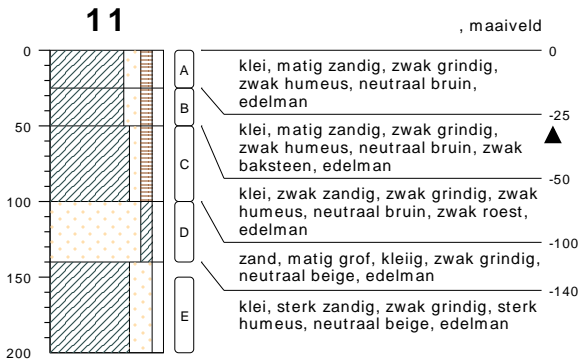 11
, maaiveld
0
50
100
150
200
A
B
C
D
E
klei, matig zandig, zwak grindig,
zwak humeus, neutraal bruin,
edelman
klei, matig zandig, zwak grindig,
zwak humeus, neutraal bruin, zwak
baksteen, edelman
klei, zwak zandig, zwak grindig, zwak
humeus, neutraal bruin, zwak roest,
edelman
zand, matig grof, kleiig, zwak grindig,
neutraal beige, edelman
klei, sterk zandig, zwak grindig, sterk
humeus, neutraal beige, edelman
0
-25
-50
-100
-140